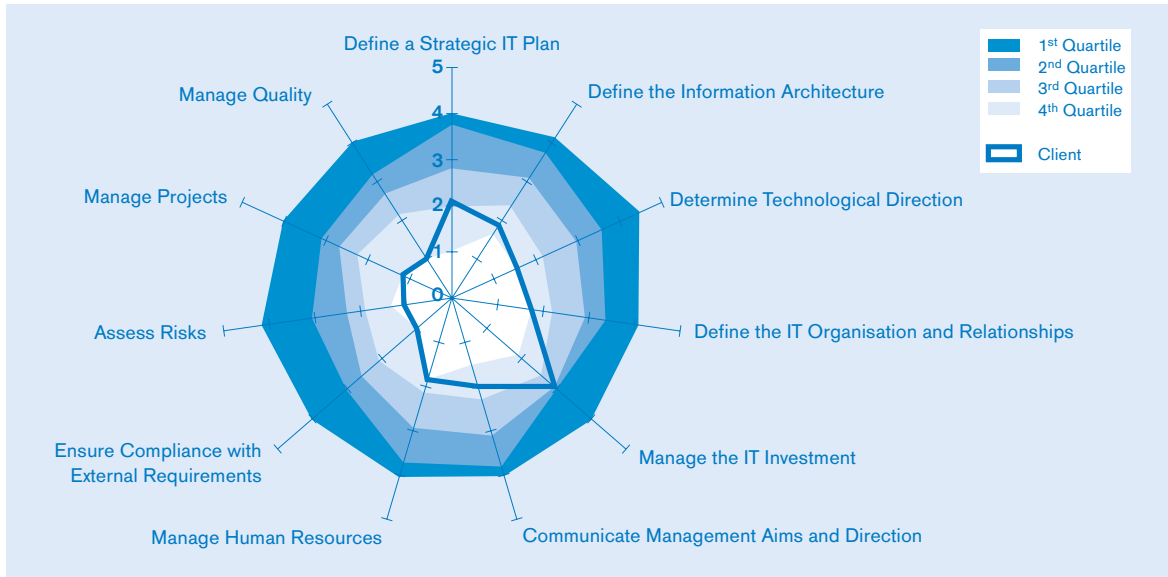 Define a Strategic IT Plan
5
4
3
2
1
0
Manage Quality
Define the Information Architecture
Manage Projects
Determine Technological Direction
Assess Risks
Define the IT Organisation and Relationships
Ensure Compliance with
External Requirements
Manage the IT Investment
Manage Human Resources
Communicate Management Aims and Direction
1st Quartile
2nd Quartile
3rd Quartile
4th Quartile
Client